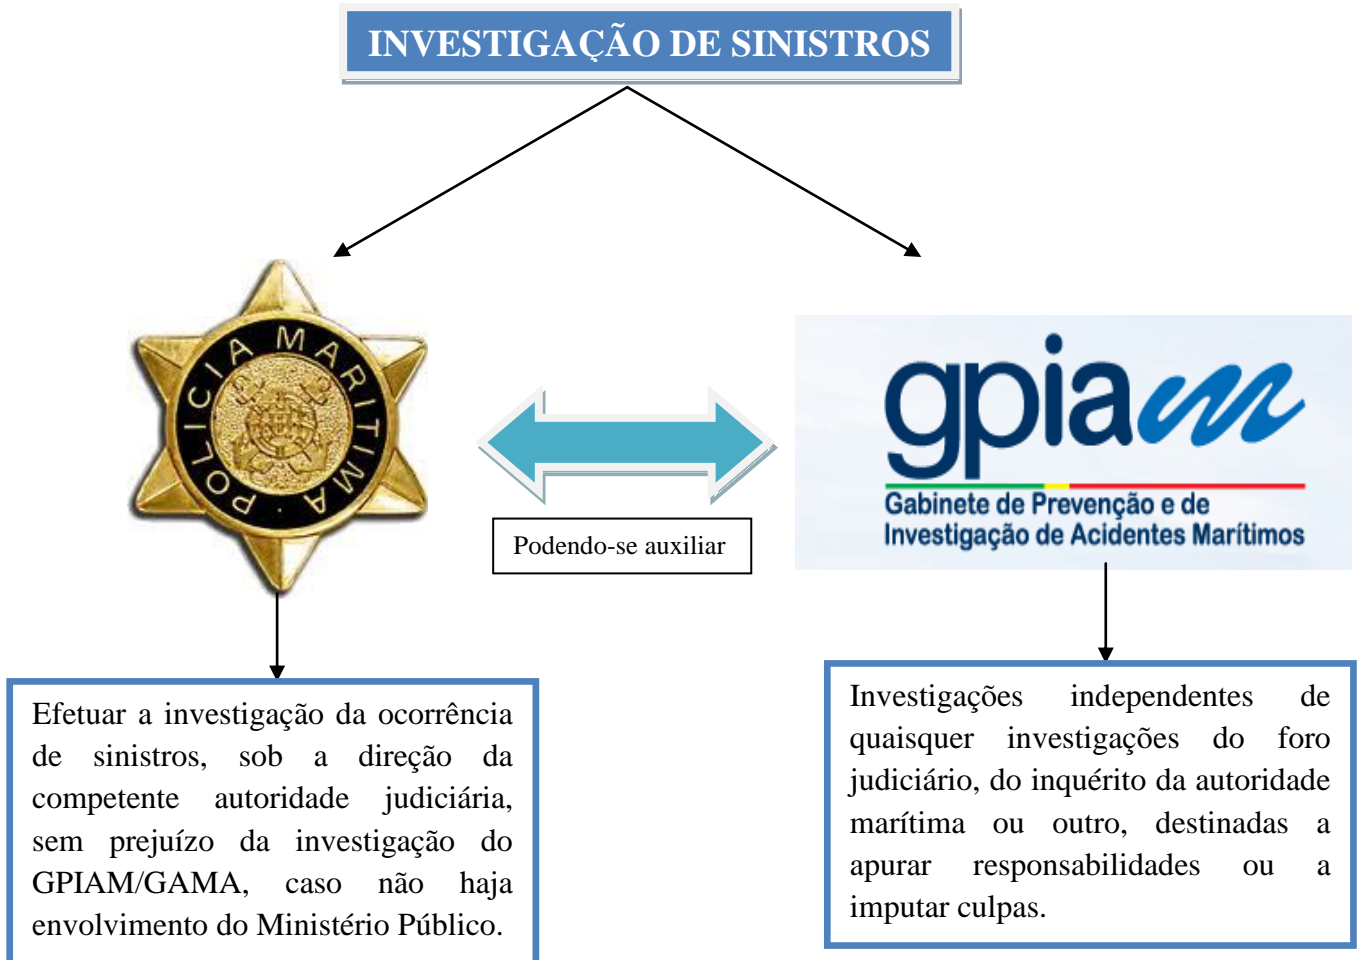 INVESTIGAÇÃO DE SINISTROS
POLICIA MARITIMA
gpiam
Gabinete de Prevenção e de
Investigação de Acidentes Marítimos
Podendo-se auxiliar
Efetuar a investigação da ocorrência
de sinistros, sob a direção da
competente autoridade judiciária,
sem prejuízo da investigação do
GPIAM/GAMA, caso não haja
envolvimento do Ministério Público.
Investigações independentes de
quaisquer investigações do foro
judiciário, do inquérito da autoridade
marítima ou outro, destinadas a
apurar responsabilidades ou a
imputar culpas.